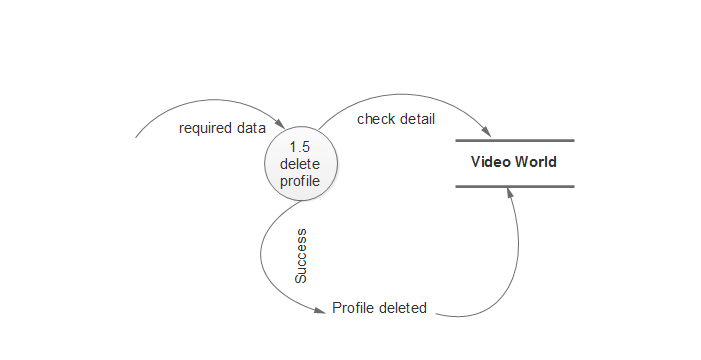 required data
check detail
1.5
delete
profile
Video World
Success
Profile deleted